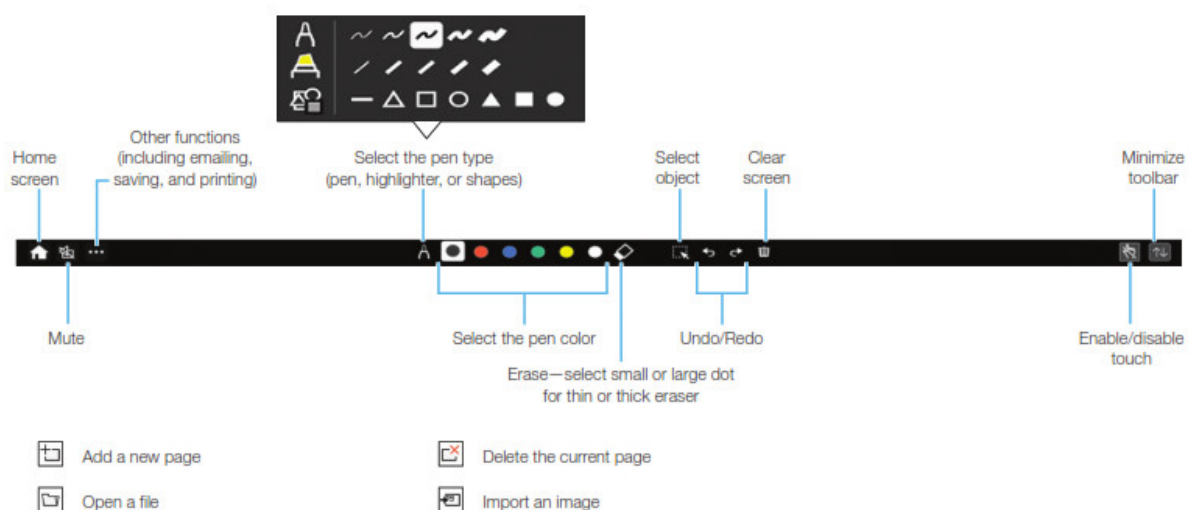 Home
screen
Other functions
(including emailing,
saving, and printing)
Select the pen type
(pen, highlighter, or shapes)
Select
object
Clear
screen
Minimize
toolbar
Mute
Select the pen color
Undo/Redo
Enable/disable
touch
Erase—select small or large dot
for thin or thick eraser
Add a new page
Delete the current page
Open a file
Import an image